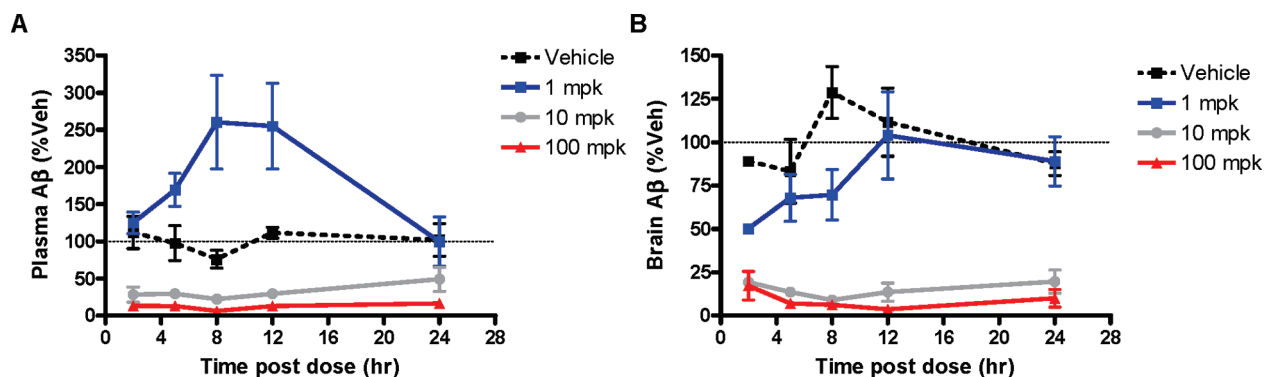 A
Plasma Aβ (%Veh)
350
300
250
200
150
100
50
0
0 4 8 12 16 20 24 28
Time post dose (hr)
Vehicle
1 mpk
10 mpk
100 mpk
B
Brain Aβ (%Veh)
150
125
100
75
50
25
0
0 4 8 12 16 20 24 28
Time post dose (hr)
Vehicle
1 mpk
10 mpk
100 mpk